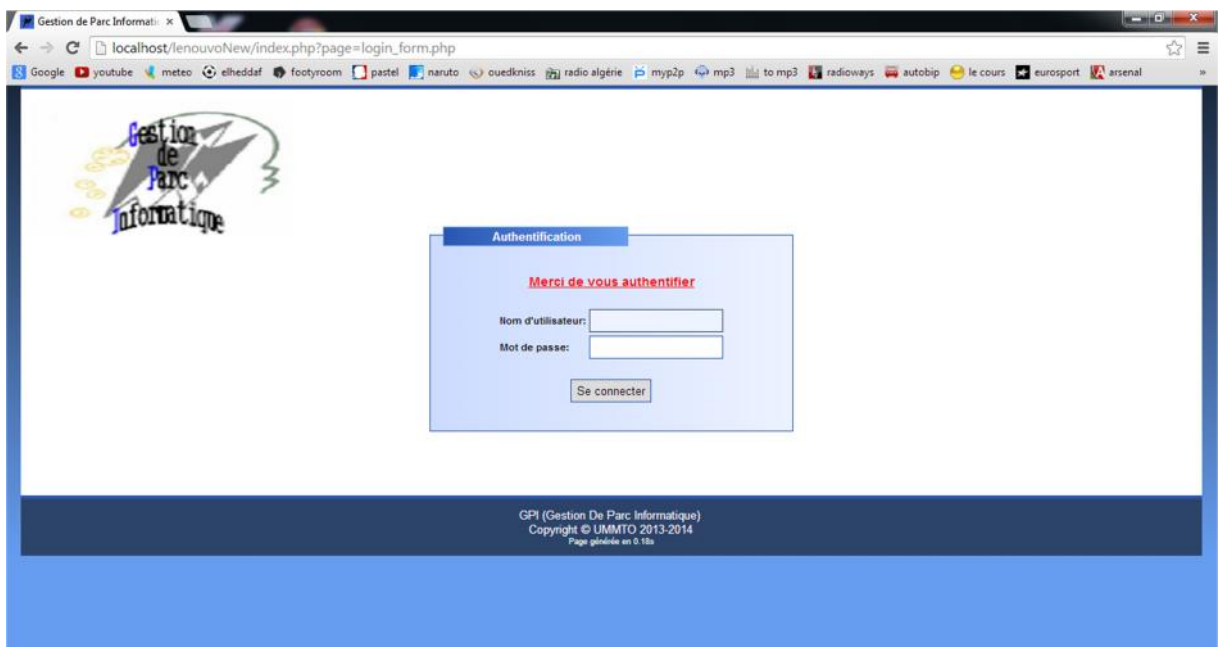 Gestion de Parc Informati
localhost/lenouvoNew/index.php?page=login_form.php
Google youtube meteo elheddaf footyroom pastel naruto ouedkniss radio algérie myp2p mp3 to mp3 radioways autobip le cours eurosport arsenal »
Gestion
de
Parc
Informatique
Authentification
Merci de vous authentifier
Nom d'utilisateur:
Mot de passe:
Se connecter
GPI (Gestion De Parc Informatique)
Copyright © UMMTO 2013-2014
Page générée en 0.18s